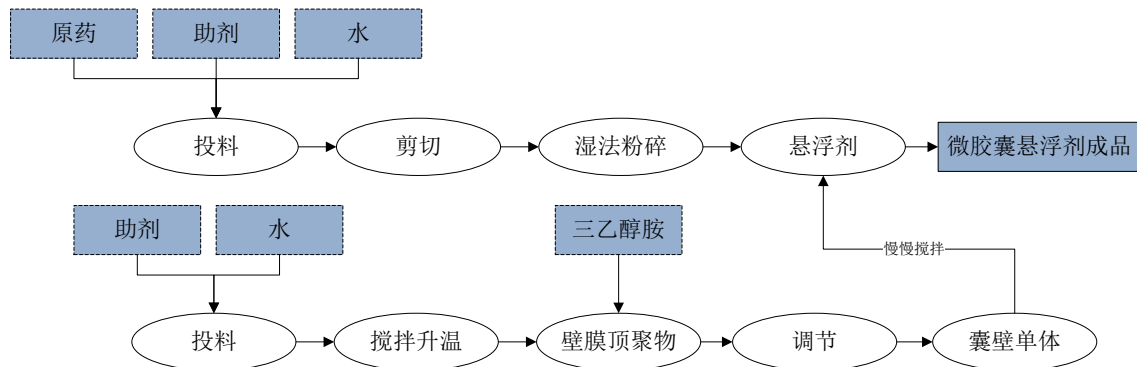 原药
助剂
水
投料
剪切
湿法粉碎
悬浮剂
微胶囊悬浮剂成品
助剂
水
三乙醇胺
慢慢搅拌
投料
搅拌升温
壁膜顶聚物
调节
囊壁单体